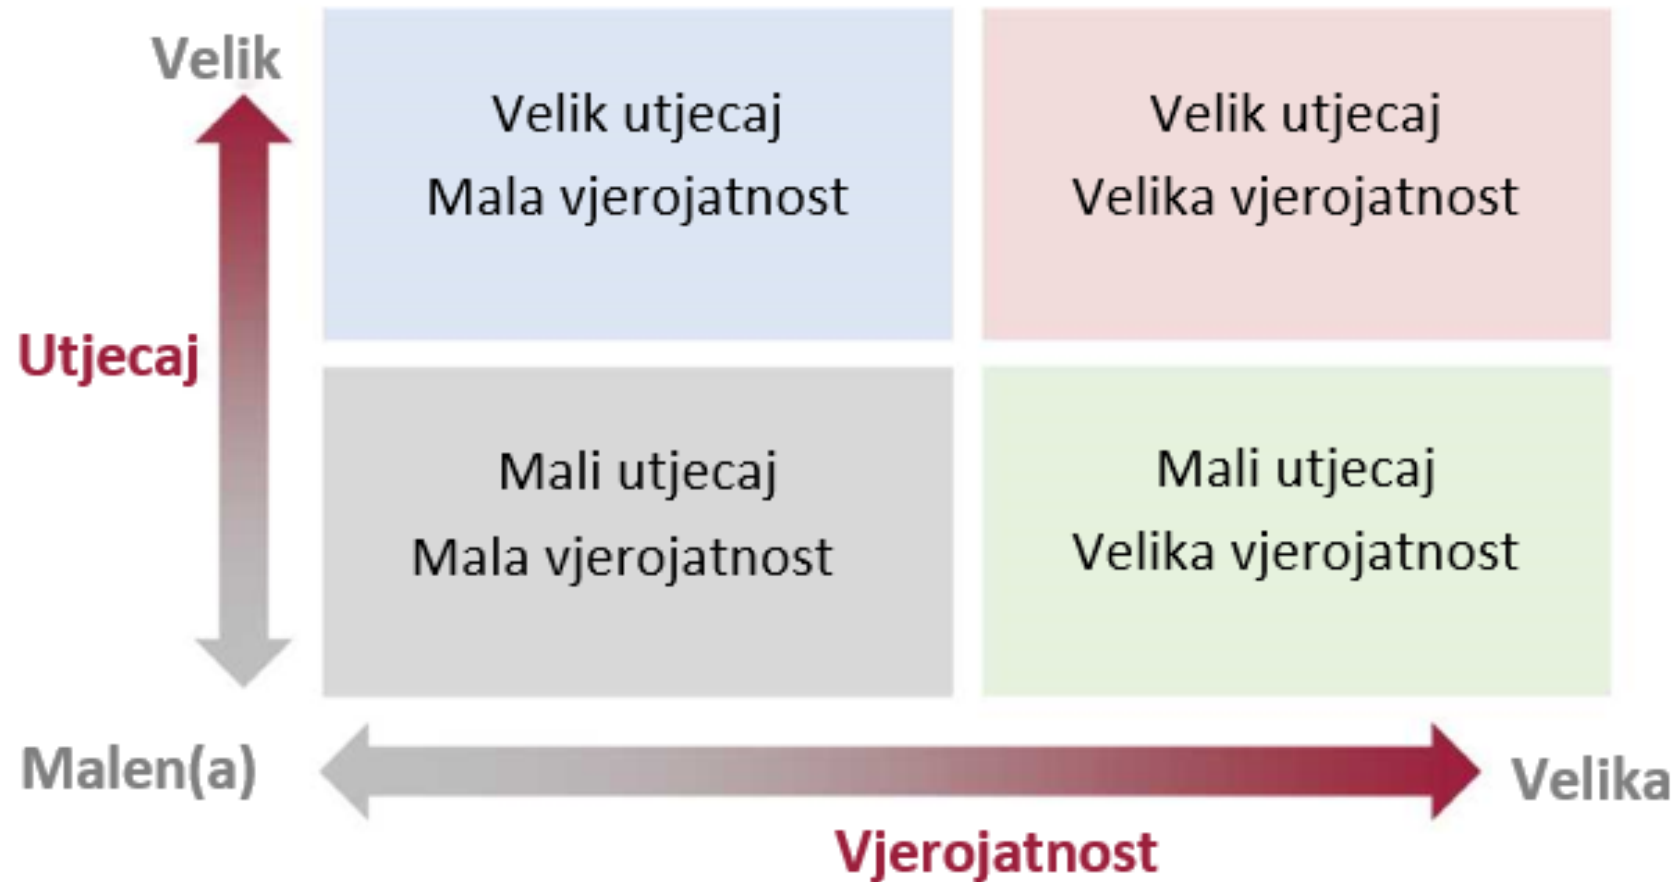 Velik
Velik utjecaj
Mala vjerojatnost
Velik utjecaj
Velika vjerojatnost
Utjecaj
Mali utjecaj
Mala vjerojatnost
Mali utjecaj
Velika vjerojatnost
Malen(a)
Velika
Vjerojatnost